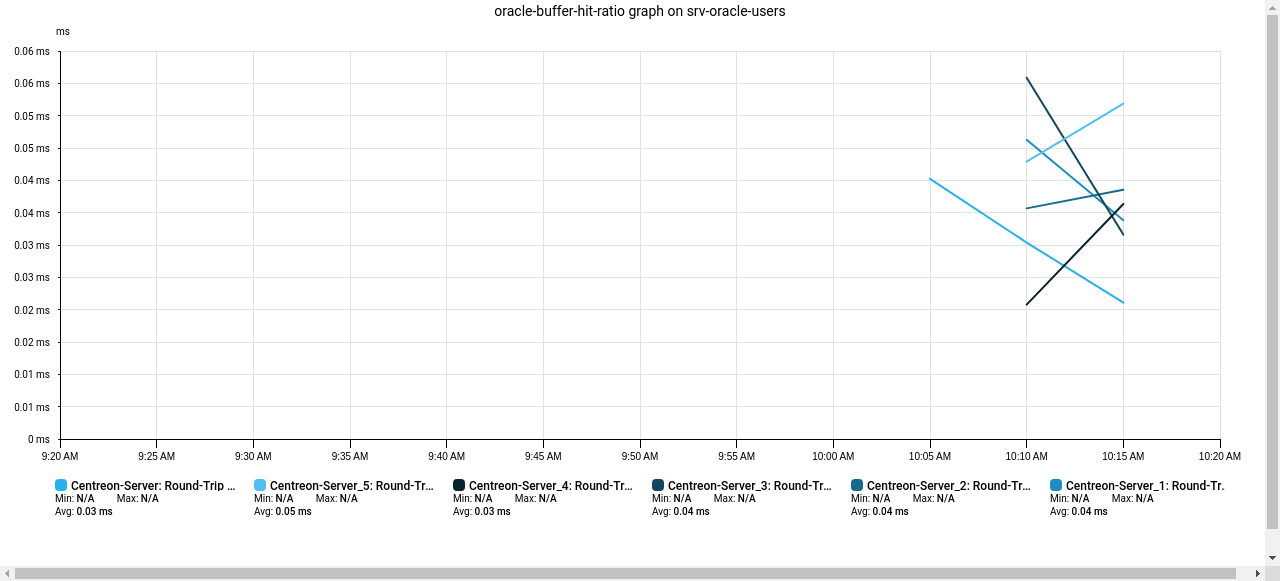 oracle-buffer-hit-ratio graph on srv-oracle-users
ms
0.06 ms
0.06 ms
0.05 ms
0.05 ms
0.04 ms
0.04 ms
0.03 ms
0.03 ms
0.02 ms
0.02 ms
0.01 ms
0.01 ms
0 ms
9:20 AM 9:25 AM 9:30 AM 9:35 AM 9:40 AM 9:45 AM 9:50 AM 9:55 AM 10:00 AM 10:05 AM 10:10 AM 10:15 AM 10:20 AM
Centreon-Server: Round-Trip ...
Min: N/A Max: N/A
Avg: 0.03 ms
Centreon-Server_5: Round-Tr...
Min: N/A Max: N/A
Avg: 0.05 ms
Centreon-Server_4: Round-Tr...
Min: N/A Max: N/A
Avg: 0.03 ms
Centreon-Server_3: Round-Tr...
Min: N/A Max: N/A
Avg: 0.04 ms
Centreon-Server_2: Round-Tr...
Min: N/A Max: N/A
Avg: 0.04 ms
Centreon-Server_1: Round-Tr.
Min: N/A Max: N/A
Avg: 0.04 ms